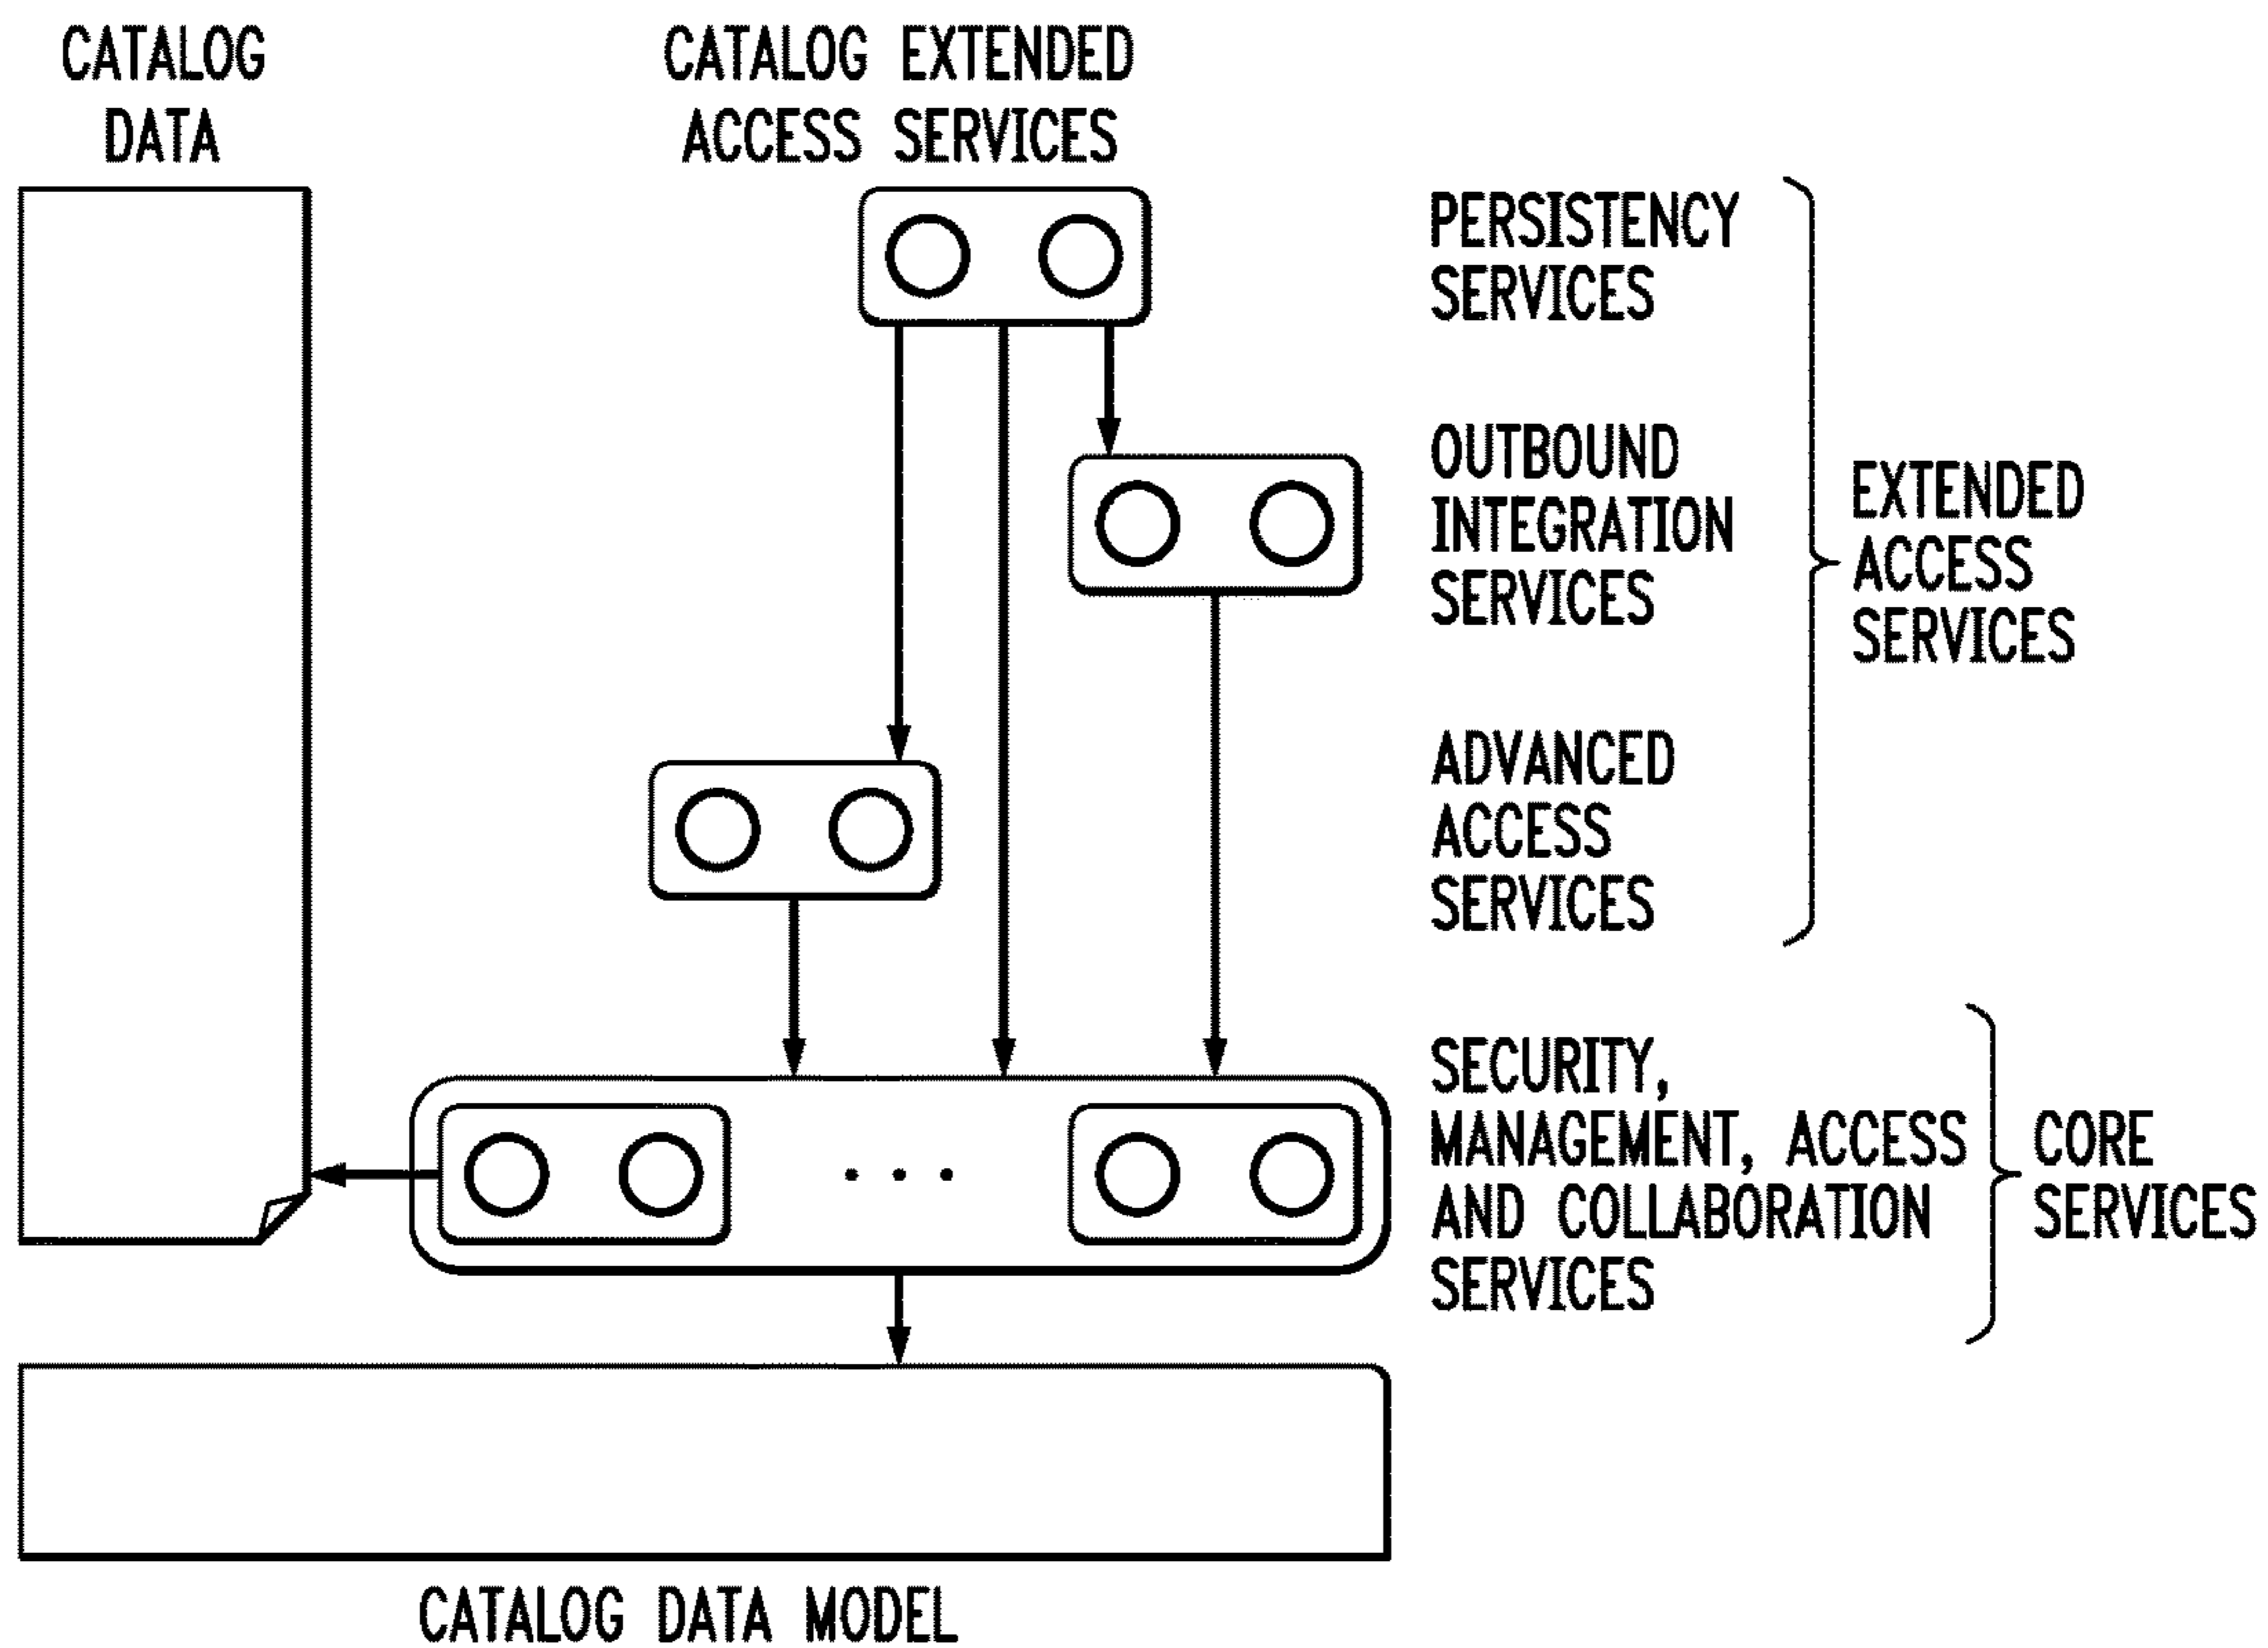 CATALOG
DATA
CATALOG EXTENDED
ACCESS SERVICES
PERSISTENCY
SERVICES
OUTBOUND
INTEGRATION
SERVICES
EXTENDED
ACCESS
SERVICES
ADVANCED
ACCESS
SERVICES
SECURITY,
MANAGEMENT, ACCESS
AND COLLABORATION
SERVICES
CORE
SERVICES
CATALOG DATA MODEL